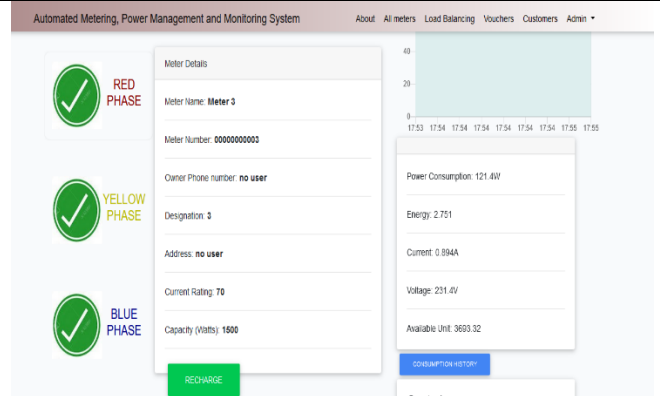 Automated Metering, Power Management and Monitoring System
About All meters Load Balancing Vouchers Customers Admin
RED
PHASE
YELLOW
PHASE
BLUE
PHASE
Meter Details
Meter Name: Meter 3
Meter Number: 00000000003
Owner Phone number: no user
Designation: 3
Address: no user
Current Rating: 70
Capacity (Watts): 1500
RECHARGE
40
20
0
17:53 17:54 17:54 17:54 17:54 17:54 17:54 17:55 17:55
Power Consumption: 121.4W
Energy: 2.751
Current: 0.894A
Voltage: 231.4V
Available Unit: 3693.32
CONSUMPTION HISTORY